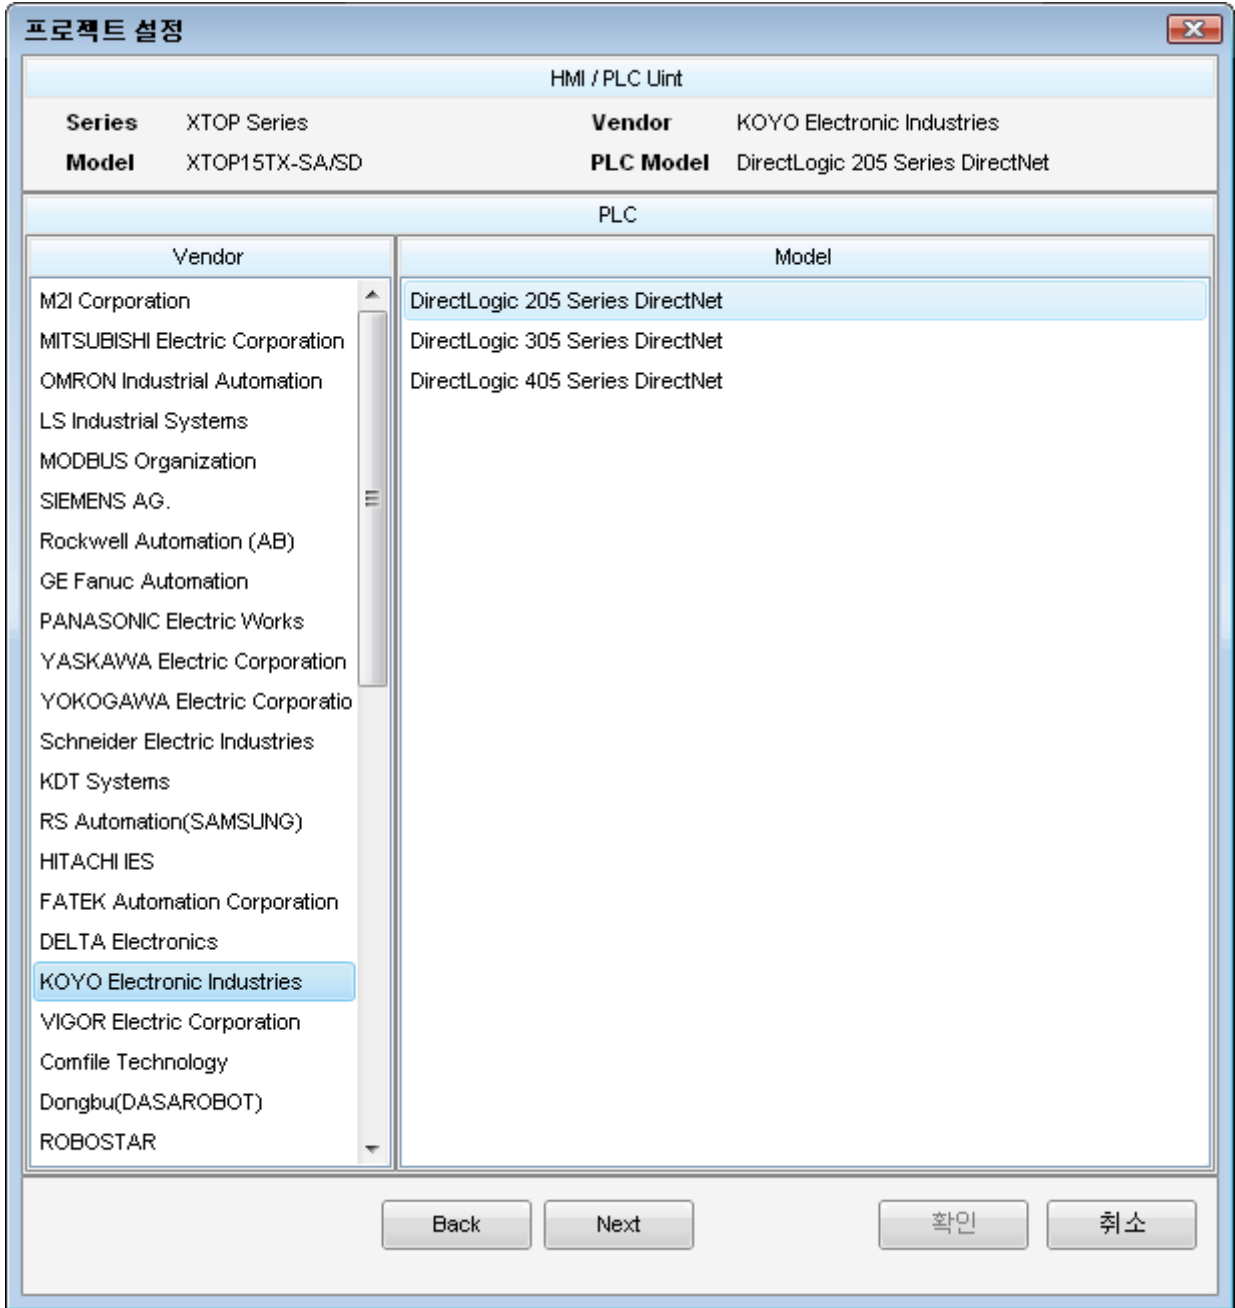 프로젝트 설정
HMI / PLC Uint
Series XTOP Series Vendor KOYO Electronic Industries
Model XTOP15TX-SA/SD PLC Model DirectLogic 205 Series DirectNet
PLC
Vendor Model
M2I Corporation DirectLogic 205 Series DirectNet
MITSUBISHI Electric Corporation DirectLogic 305 Series DirectNet
OMRON Industrial Automation DirectLogic 405 Series DirectNet
LS Industrial Systems
MODBUS Organization
SIEMENS AG.
Rockwell Automation (AB)
GE Fanuc Automation
PANASONIC Electric Works
YASKAWA Electric Corporation
YOKOGAWA Electric Corporatio
Schneider Electric Industries
KDT Systems
RS Automation(SAMSUNG)
HITACHI IES
FATEK Automation Corporation
DELTA Electronics
KOYO Electronic Industries
VIGOR Electric Corporation
Comfile Technology
Dongbu(DASAROBOT)
ROBOSTAR
Back Next 확인 취소